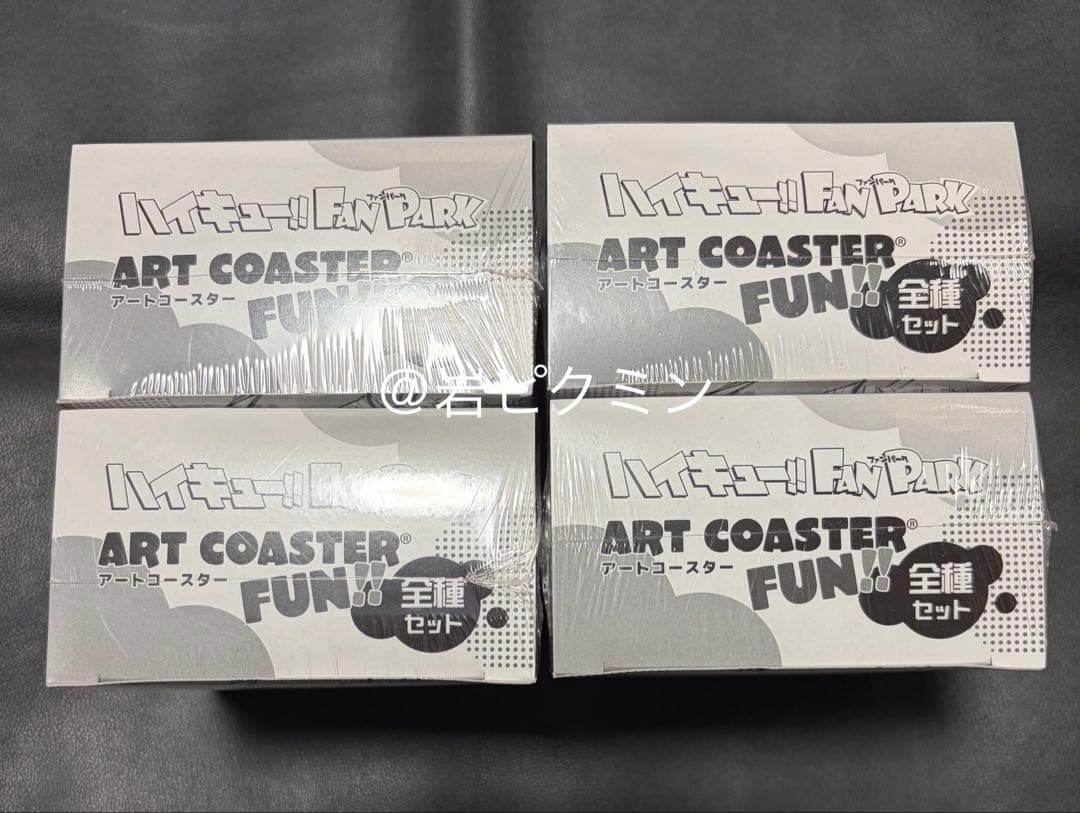 ハイキュー!! FAN PARK
ファンパーク
ART COASTER®
アートコースター
FUN!!
ハイキュー!! FAN PARK
ファンパーク
ART COASTER®
アートコースター
FUN!!
全種
セット
@岩ピクミン
ハイキュー!! FAN PARK
ART COASTER®
アートコースター
FUN!!
全種
セット
ハイキュー!! FAN PARK
ファンパーク
ART COASTER®
アートコースター
FUN!!
全種
セット